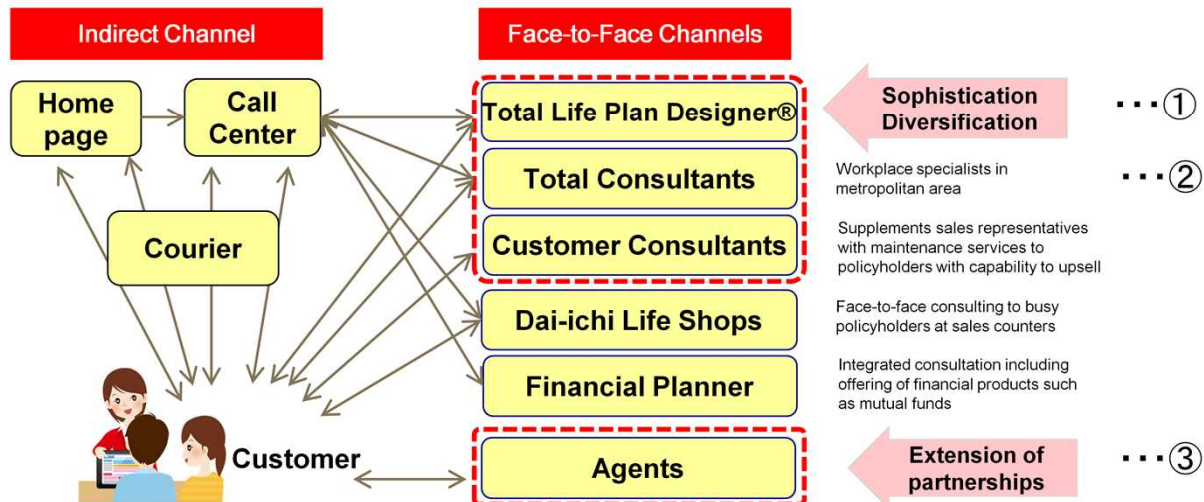 Indirect Channel
Face-to-Face Channels
Home
page
Call
Center
Courier
Customer
Total Life Plan Designer®
Total Consultants
Customer Consultants
Dai-ichi Life Shops
Financial Planner
Agents
Sophistication
Diversification
･･･①
Workplace specialists in
metropolitan area
･･･②
Supplements sales representatives
with maintenance services to
policyholders with capability to upsell
Face-to-face consulting to busy
policyholders at sales counters
Integrated consultation including
offering of financial products such
as mutual funds
Extension of
partnerships
･･･③